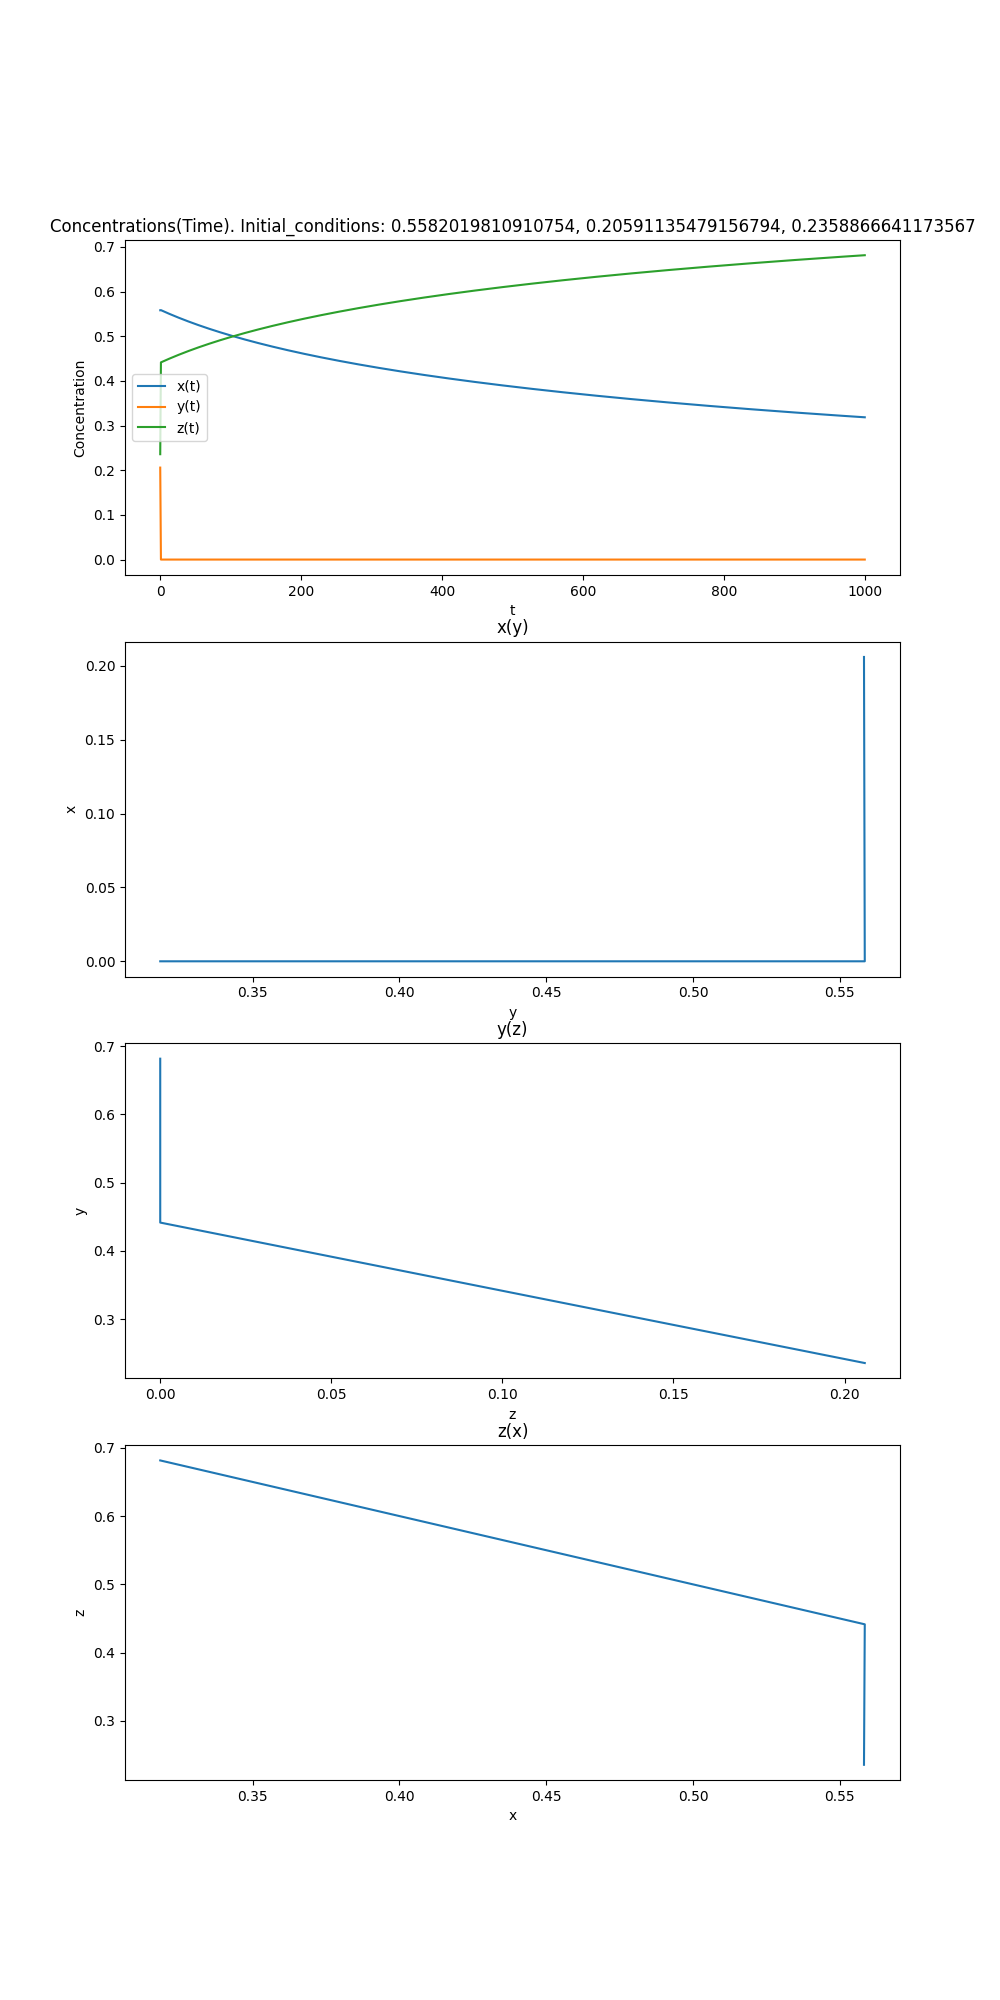 Concentrations(Time). Initial_conditions: 0.5582019810910754, 0.20591135479156794, 0.2358866641173567
0.7
0.6
0.5
0.4
0.3
0.2
0.1
0.0
Concentration
x(t)
y(t)
z(t)
0 200 400 600 800 1000
t
x(y)
0.20
0.15
0.10
0.05
0.00
x
0.35 0.40 0.45 0.50 0.55
y
y(z)
0.7
0.6
0.5
0.4
0.3
y
0.00 0.05 0.10 0.15 0.20
z
z(x)
0.7
0.6
0.5
0.4
0.3
z
0.35 0.40 0.45 0.50 0.55
x